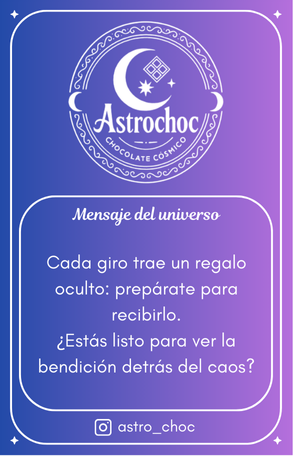 Astrochoc
CHOCOLATE CÓSMICO
Mensaje del universo
Cada giro trae un regalo
oculto: prepárate para
recibirlo.
¿Estás listo para ver la
bendición detrás del caos?
astro_choc